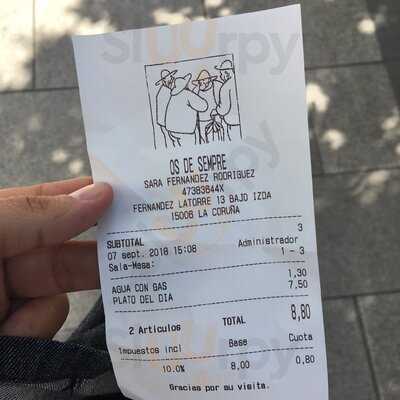 Slurrpy
OS DE SEMPRE
SARA FERNANDEZ RODRIGUEZ
47383844X
FERNANDEZ LATORRE 13 BAJO IZDA
15006 LA CORUÑA
SUBTOTAL 3
07 sept. 2018 15:08 Administrador
Sala-Mesa: 1 - 3
AGUA CON GAS 1,30
PLATO DEL DIA 7,50
2 Articulos TOTAL 8,80
Impuestos incl Base Cuota
10.0% 8,00 0,80
Gracias por su visita.